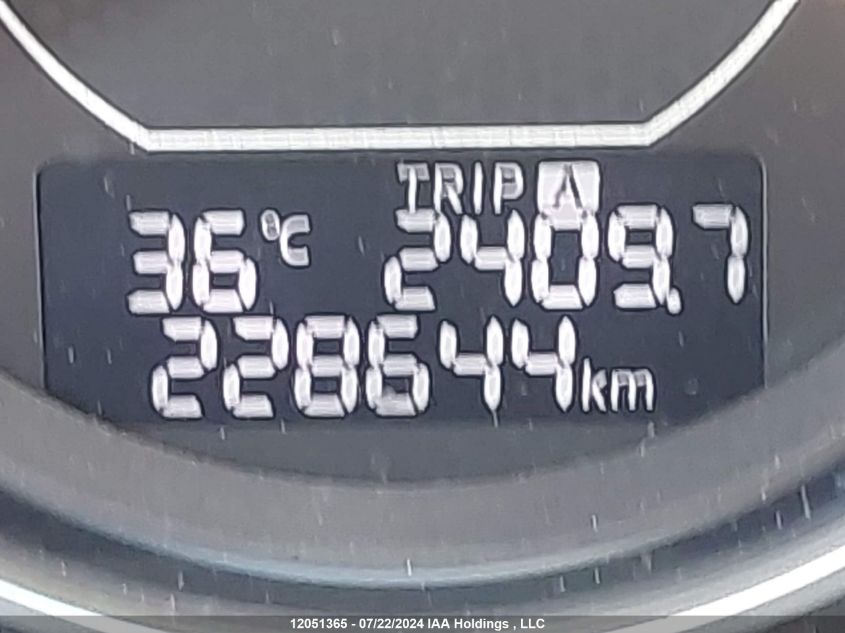 TRIP A
36°C 2409.7
228644km
12051365 - 07/22/2024 IAA Holdings , LLC